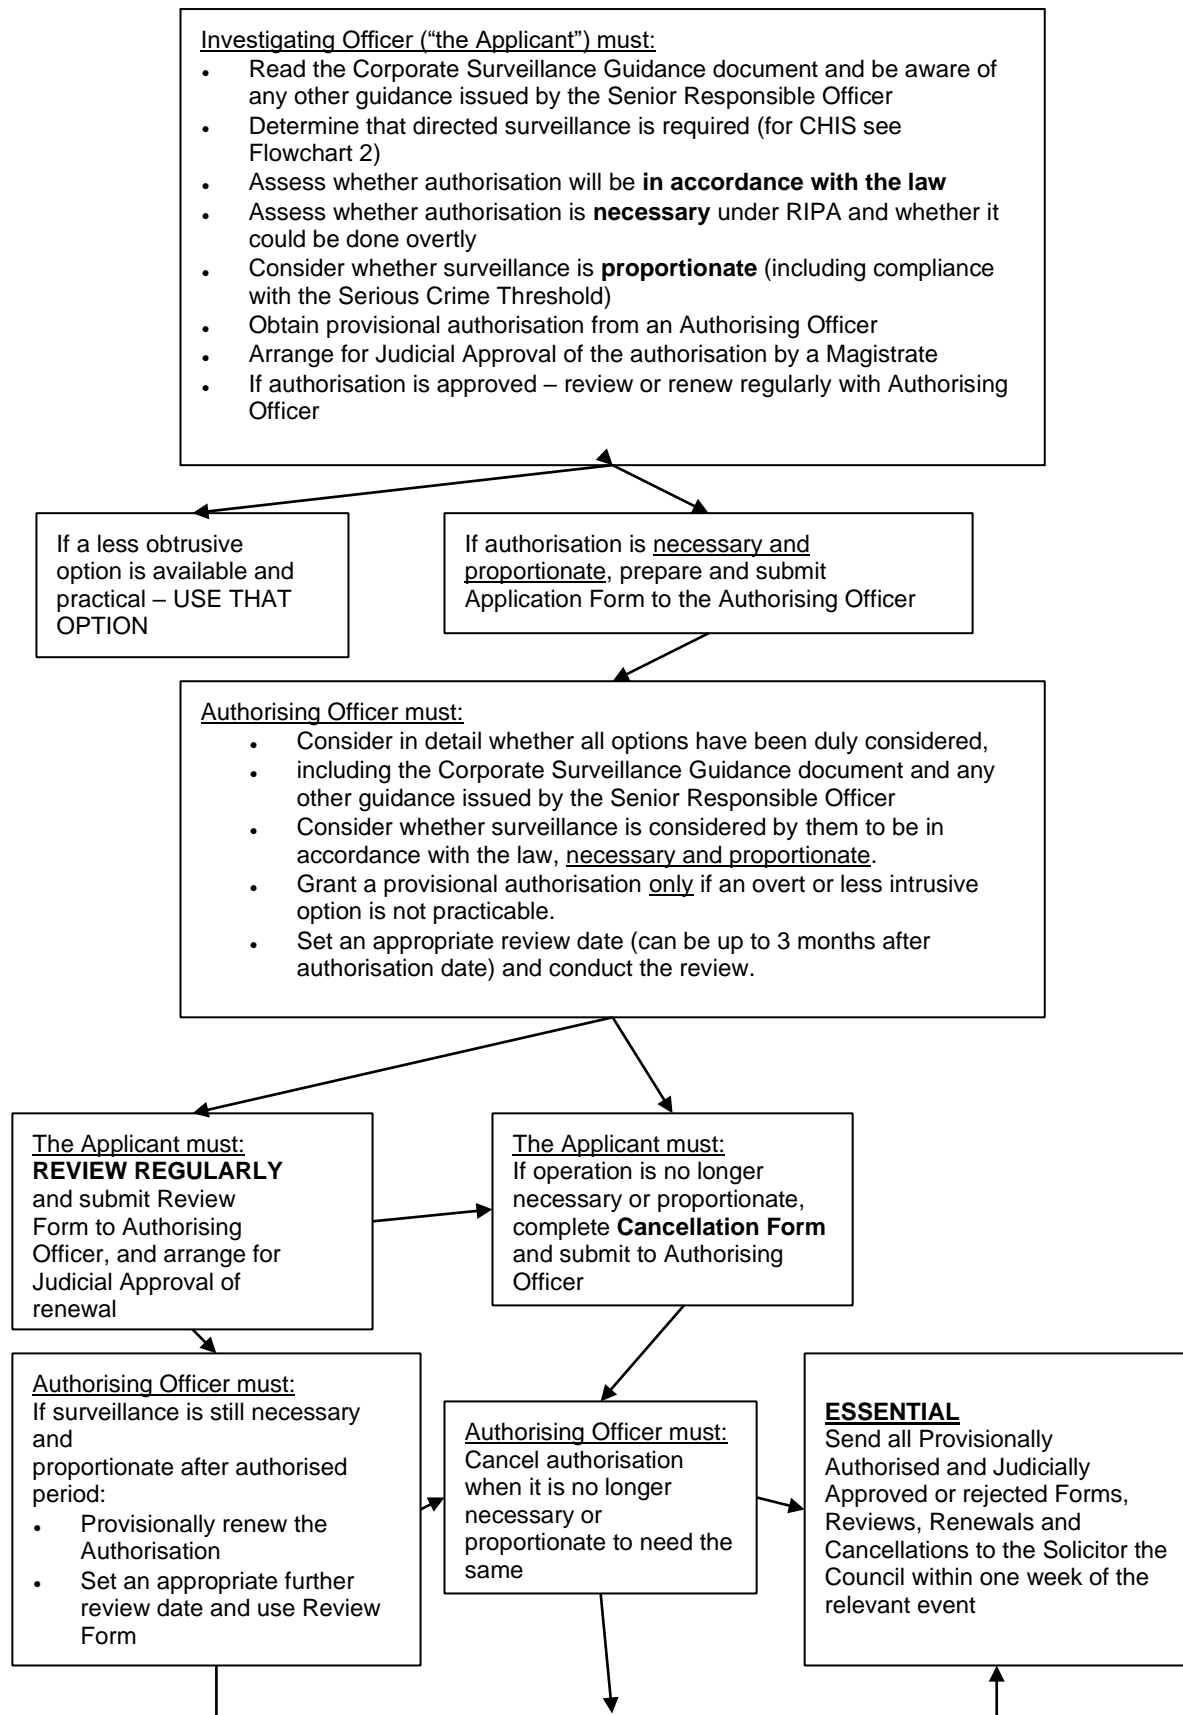 Investigating Officer (“the Applicant”) must:
• Read the Corporate Surveillance Guidance document and be aware of
any other guidance issued by the Senior Responsible Officer
• Determine that directed surveillance is required (for CHIS see
Flowchart 2)
• Assess whether authorisation will be in accordance with the law
• Assess whether authorisation is necessary under RIPA and whether it
could be done overtly
• Consider whether surveillance is proportionate (including compliance
with the Serious Crime Threshold)
• Obtain provisional authorisation from an Authorising Officer
• Arrange for Judicial Approval of the authorisation by a Magistrate
• If authorisation is approved – review or renew regularly with Authorising
Officer
If a less obtrusive
option is available and
practical – USE THAT
OPTION
If authorisation is necessary and
proportionate, prepare and submit
Application Form to the Authorising Officer
Authorising Officer must:
• Consider in detail whether all options have been duly considered,
• including the Corporate Surveillance Guidance document and any
other guidance issued by the Senior Responsible Officer
• Consider whether surveillance is considered by them to be in
accordance with the law, necessary and proportionate.
• Grant a provisional authorisation only if an overt or less intrusive
option is not practicable.
• Set an appropriate review date (can be up to 3 months after
authorisation date) and conduct the review.
The Applicant must:
REVIEW REGULARLY
and submit Review
Form to Authorising
Officer, and arrange for
Judicial Approval of
renewal
The Applicant must:
If operation is no longer
necessary or proportionate,
complete Cancellation Form
and submit to Authorising
Officer
Authorising Officer must:
If surveillance is still necessary
and
proportionate after authorised
period:
• Provisionally renew the
Authorisation
• Set an appropriate further
review date and use Review
Form
Authorising Officer must:
Cancel authorisation
when it is no longer
necessary or
proportionate to need the
same
ESSENTIAL
Send all Provisionally
Authorised and Judicially
Approved or rejected Forms,
Reviews, Renewals and
Cancellations to the Solicitor the
Council within one week of the
relevant event